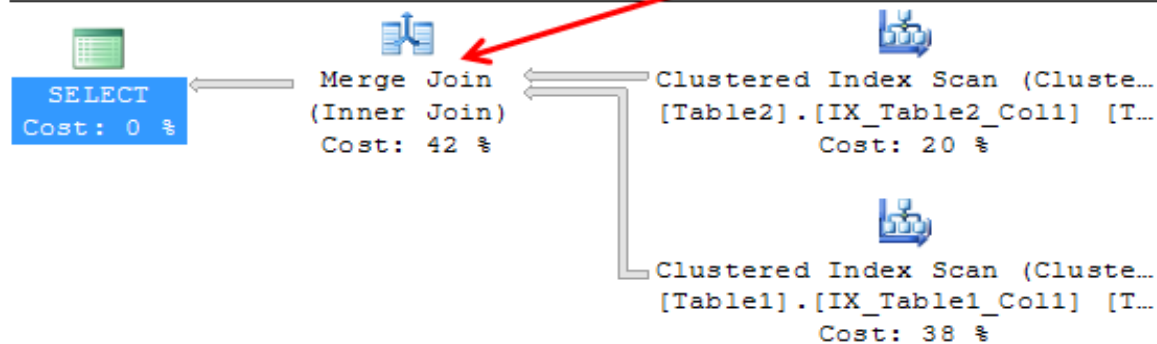 SELECT
Cost: 0 %
Merge Join
(Inner Join)
Cost: 42 %
Clustered Index Scan (Cluste…
[Table2].[IX_Table2_Col1] [T…
Cost: 20 %
Clustered Index Scan (Cluste…
[Table1].[IX_Table1_Col1] [T…
Cost: 38 %